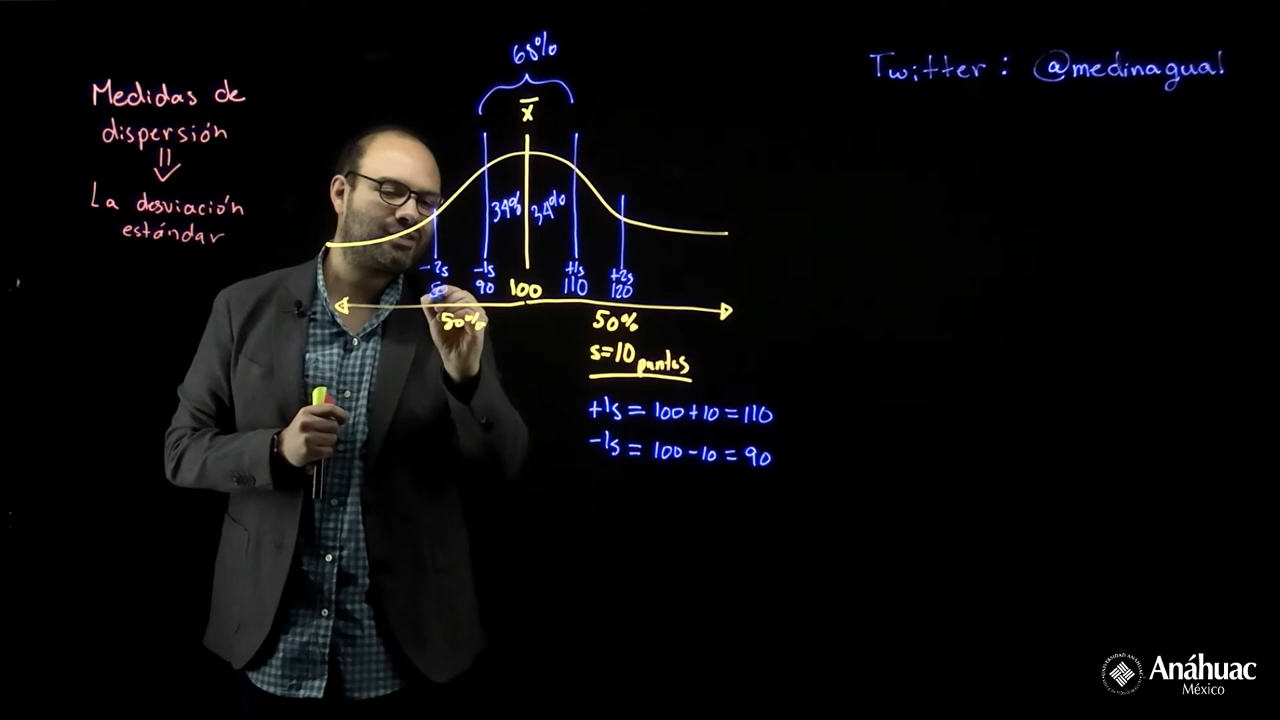 Medidas de
dispersión
La desviación
estándar
68%
x̄
34% 34%
-2s -1s +1s +2s
90 100 110 120
50% 50%
s=10 puntos
+1s = 100+10 = 110
-1s = 100-10 = 90
Twitter: @medinagual
Anáhuac
México